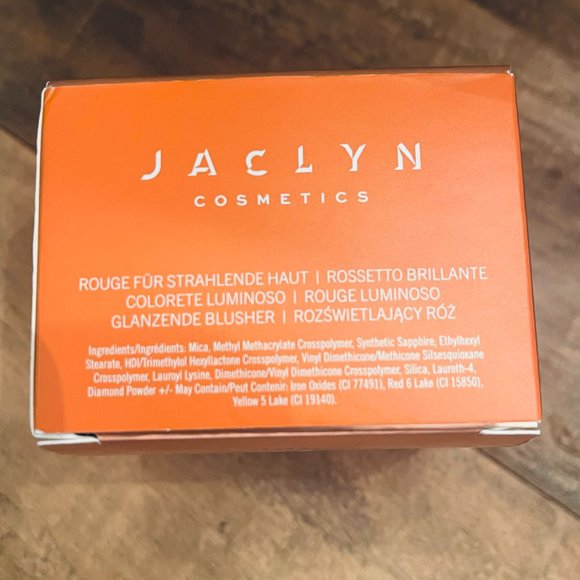 JACLYN
COSMETICS
ROUGE FÜR STRAHLENDE HAUT | ROSSETTO BRILLANTE
COLORETE LUMINOSO | ROUGE LUMINOSO
GLANZENDE BLUSHER | ROZŚWIETLAJĄCY RÓŻ
Ingredients/Ingrédients: Mica, Methyl Methacrylate Crosspolymer, Synthetic Sapphire, Ethylhexyl
Stearate, HDI/Trimethylol Hexyllactone Crosspolymer, Vinyl Dimethicone/Methicone Silsesquioxane
Crosspolymer, Lauroyl Lysine, Dimethicone/Vinyl Dimethicone Crosspolymer, Silica, Laureth-4,
Diamond Powder +/- May Contain/Peut Contenir: Iron Oxides (CI 77491), Red 6 Lake (CI 15850),
Yellow 5 Lake (CI 19140).